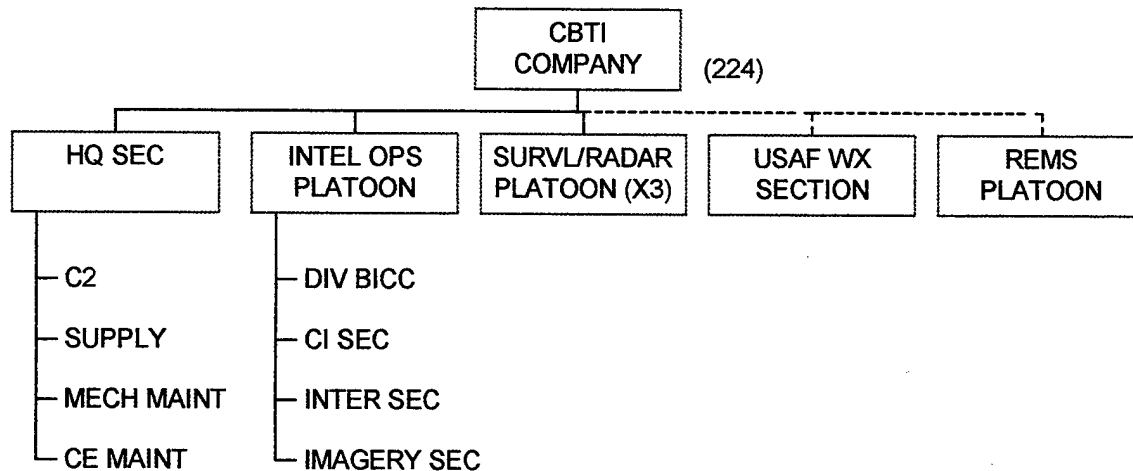 CBTI
COMPANY
(224)
HQ SEC
INTEL OPS
PLATOON
SURVL/RADAR
PLATOON (X3)
USAF WX
SECTION
REMS
PLATOON
C2
SUPPLY
MECH MAINT
CE MAINT
DIV BICC
CI SEC
INTER SEC
IMAGERY SEC